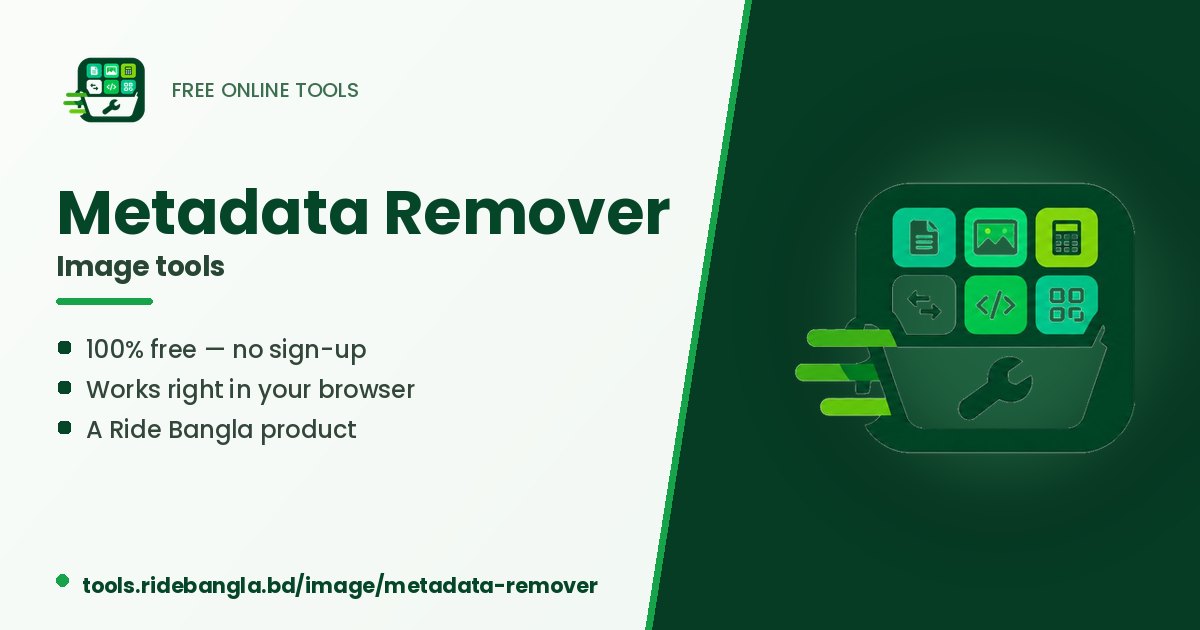 FREE ONLINE TOOLS
Metadata Remover
Image tools
100% free — no sign-up
Works right in your browser
A Ride Bangla product
tools.ridebangla.bd/image/metadata-remover